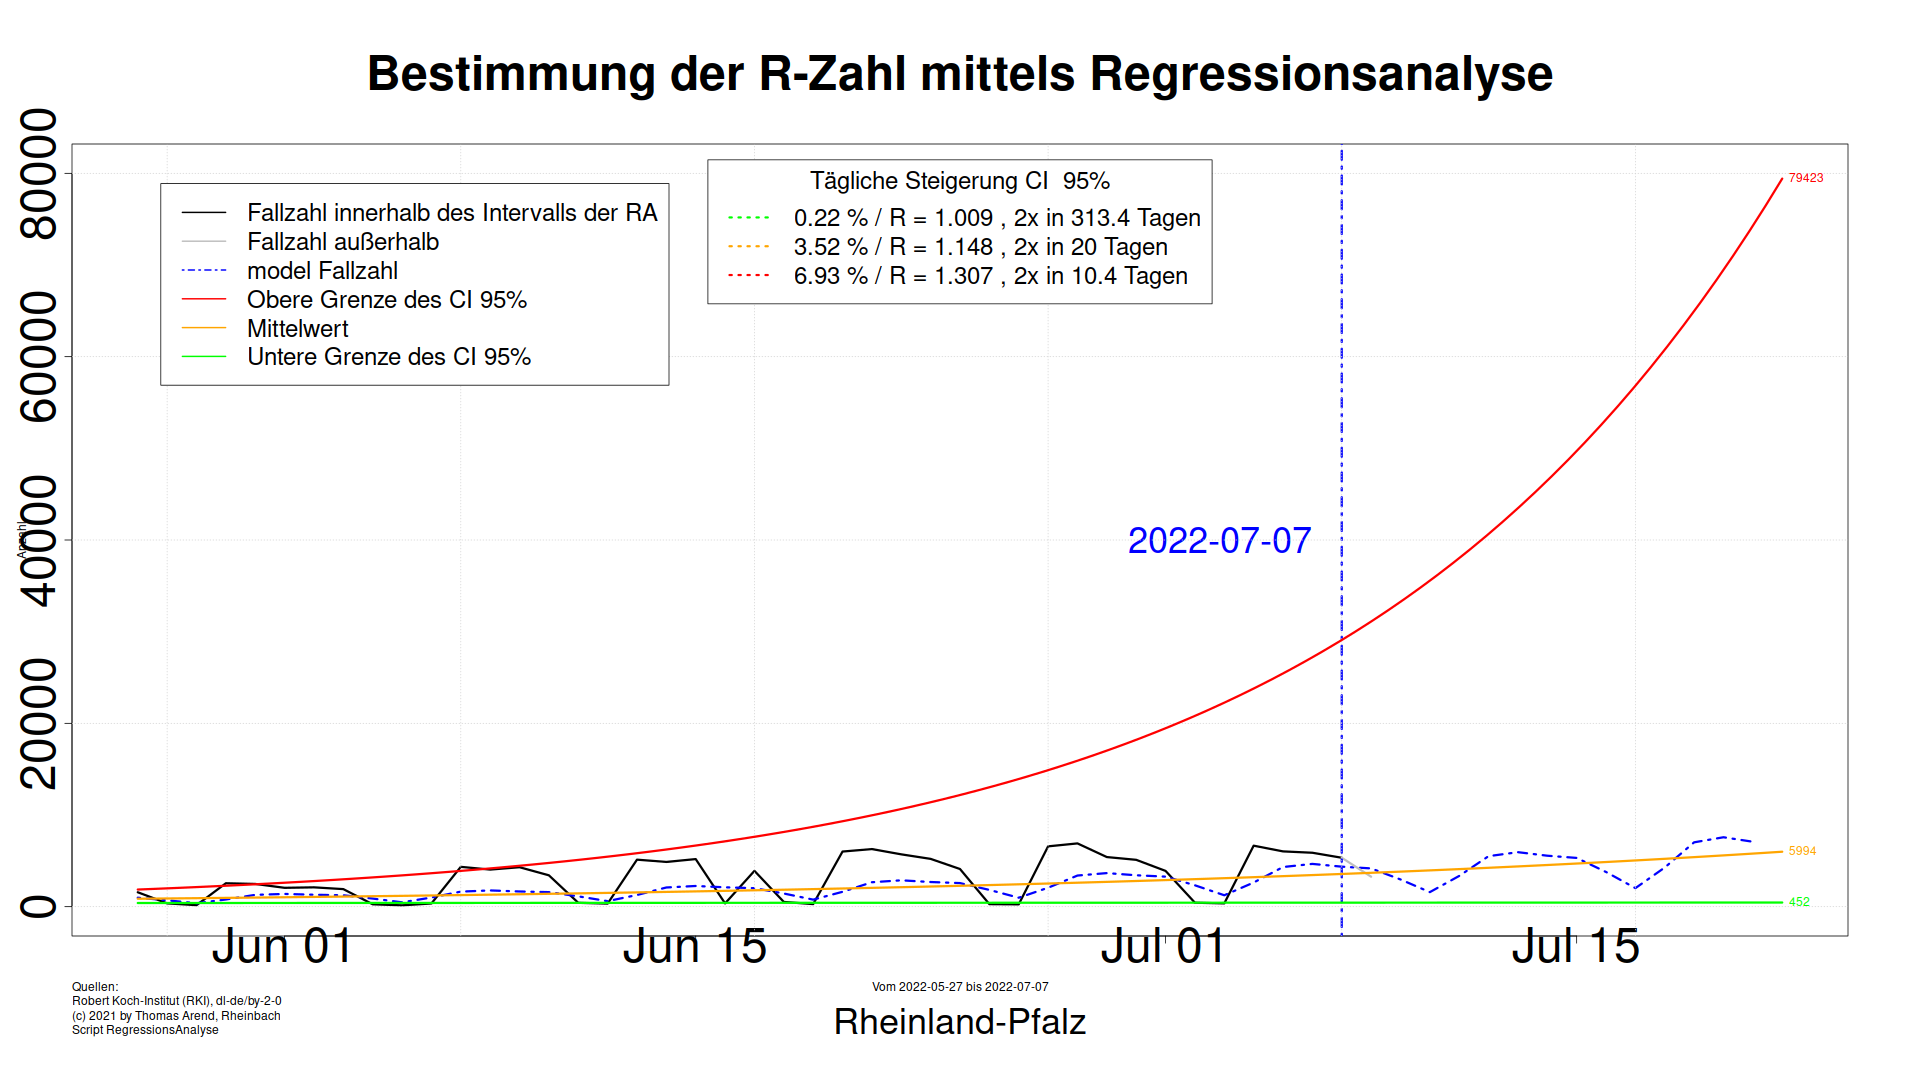 Bestimmung der R-Zahl mittels Regressionsanalyse
80000
60000
40000
20000
0
Anzahl
Fallzahl innerhalb des Intervalls der RA
Fallzahl außerhalb
model Fallzahl
Obere Grenze des CI 95%
Mittelwert
Untere Grenze des CI 95%
Tägliche Steigerung CI  95%
0.22 % / R = 1.009 , 2x in 313.4 Tagen
3.52 % / R = 1.148 , 2x in 20 Tagen
6.93 % / R = 1.307 , 2x in 10.4 Tagen
79423
2022-07-07
5994
452
Jun 01
Jun 15
Jul 01
Jul 15
Quellen:
Robert Koch-Institut (RKI), dl-de/by-2-0
(c) 2021 by Thomas Arend, Rheinbach
Script RegressionsAnalyse
Vom 2022-05-27 bis 2022-07-07
Rheinland-Pfalz